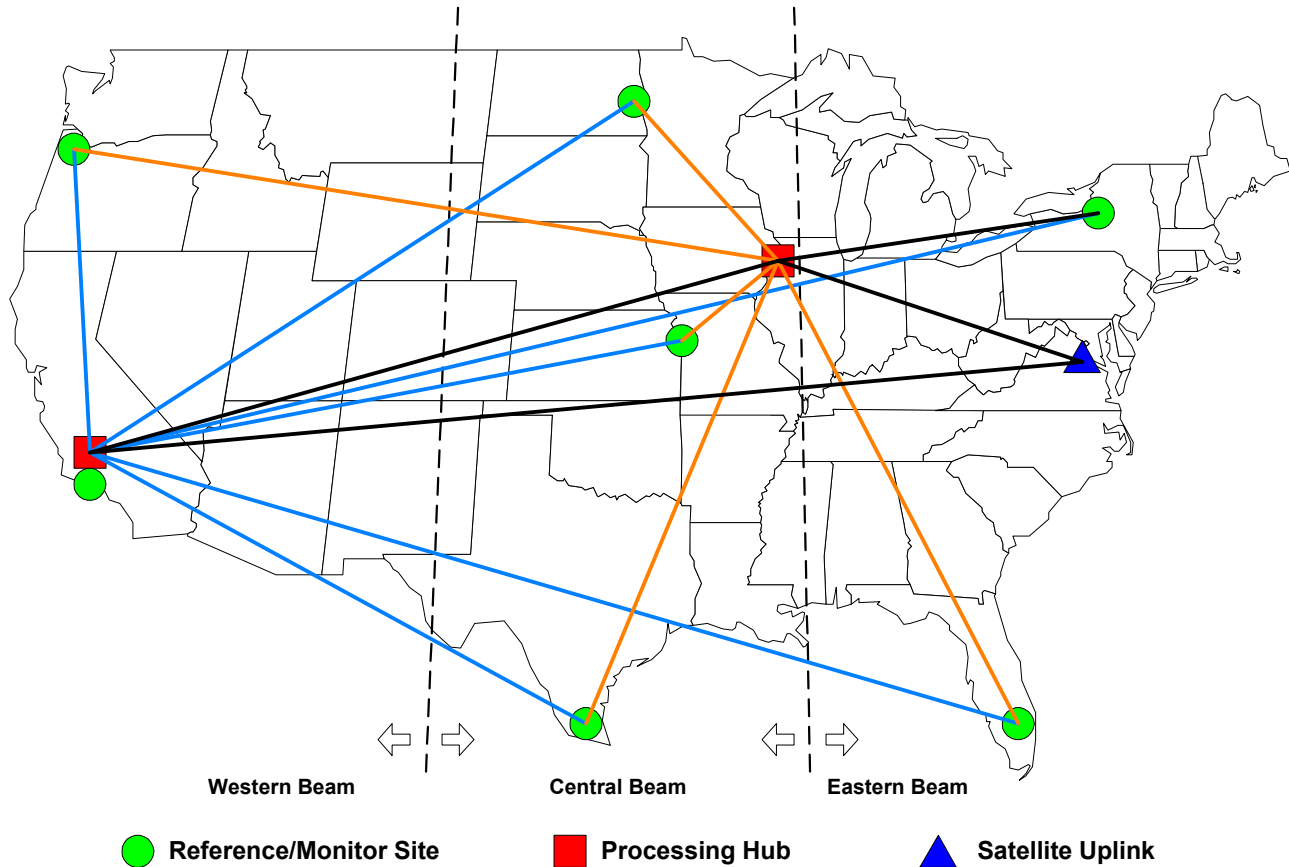 Western Beam
Central Beam
Eastern Beam
Reference/Monitor Site
Processing Hub
Satellite Uplink